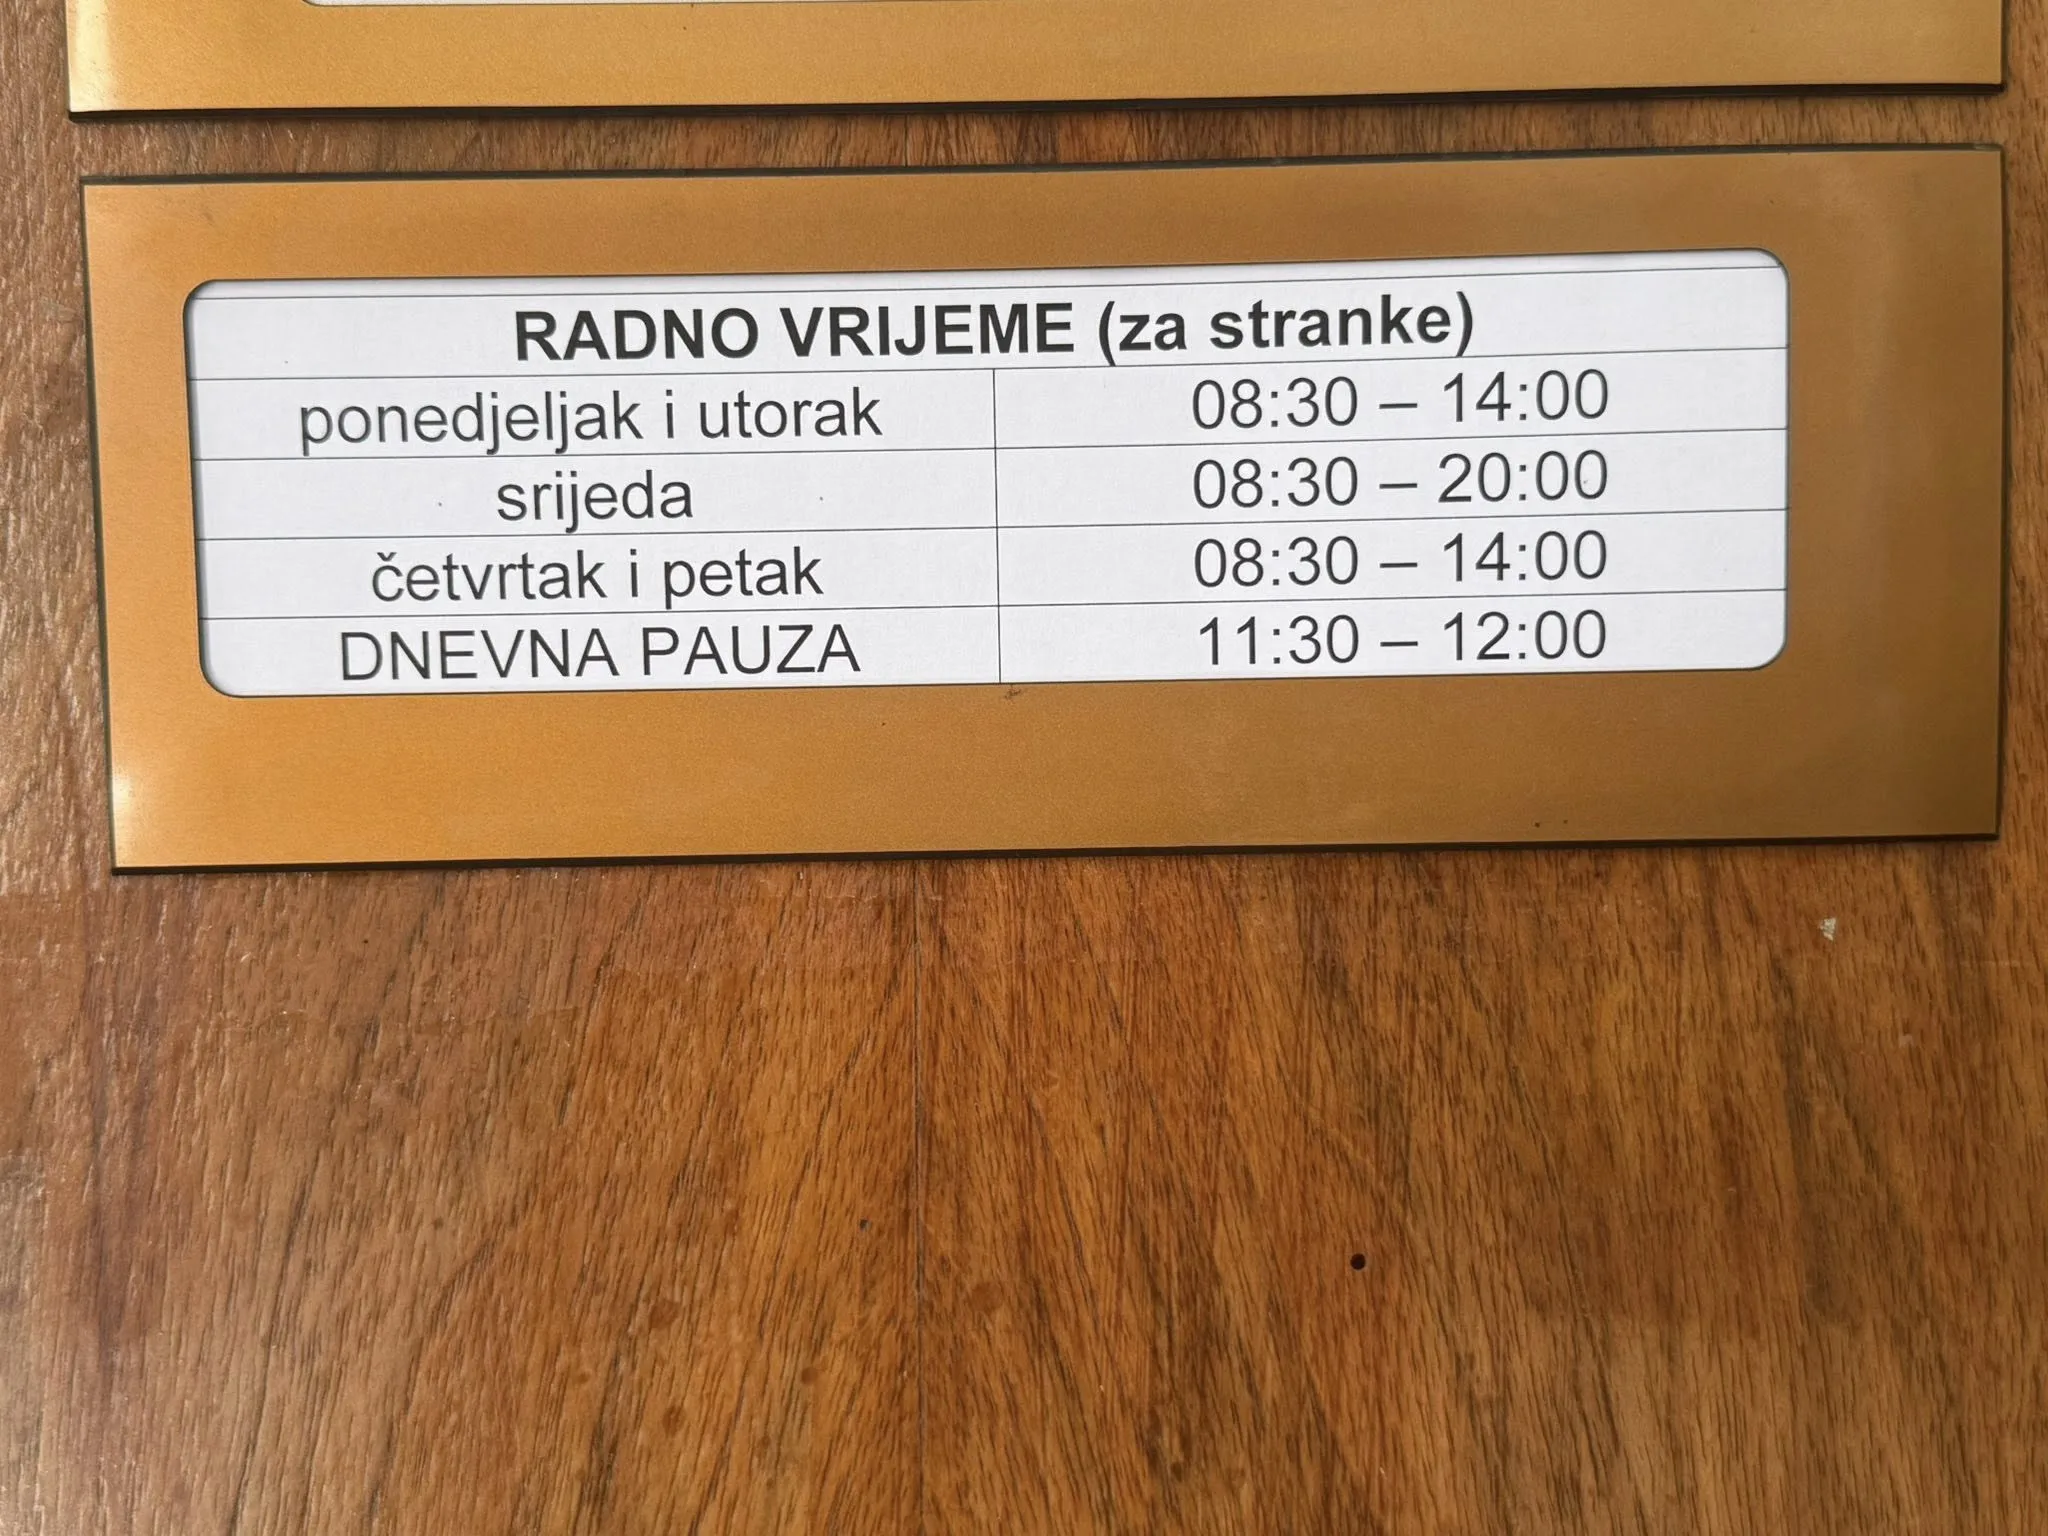 RADNO VRIJEME (za stranke)
ponedjeljak i utorak 08:30 – 14:00
srijeda 08:30 – 20:00
četvrtak i petak 08:30 – 14:00
DNEVNA PAUZA 11:30 – 12:00